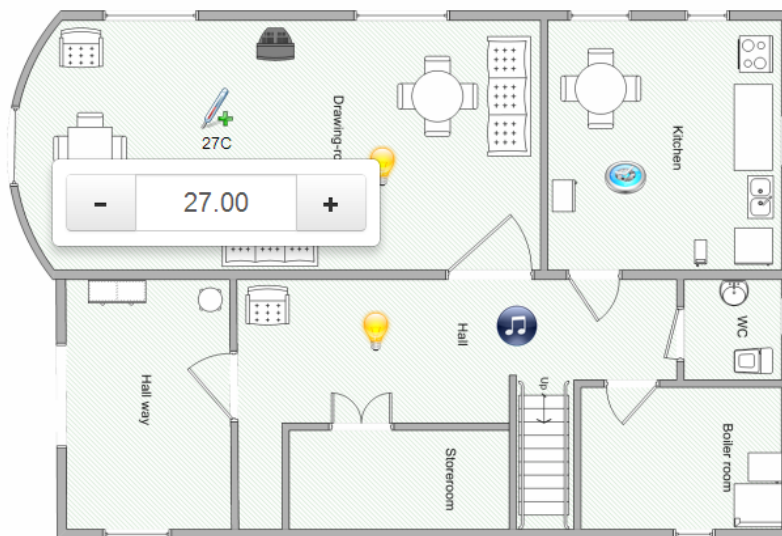 27C
Drawing-ro
- 27.00 +
Kitchen
Hall
WC
Up
Hall way
Storeroom
Boiler room